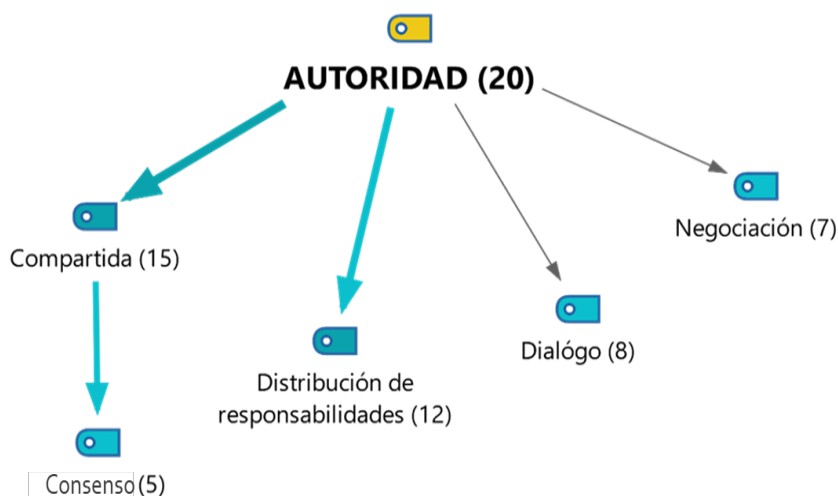 AUTORIDAD (20)
Negociación (7)
Compartida (15)
Dialógo (8)
Distribución de
responsabilidades (12)
Consenso (5)